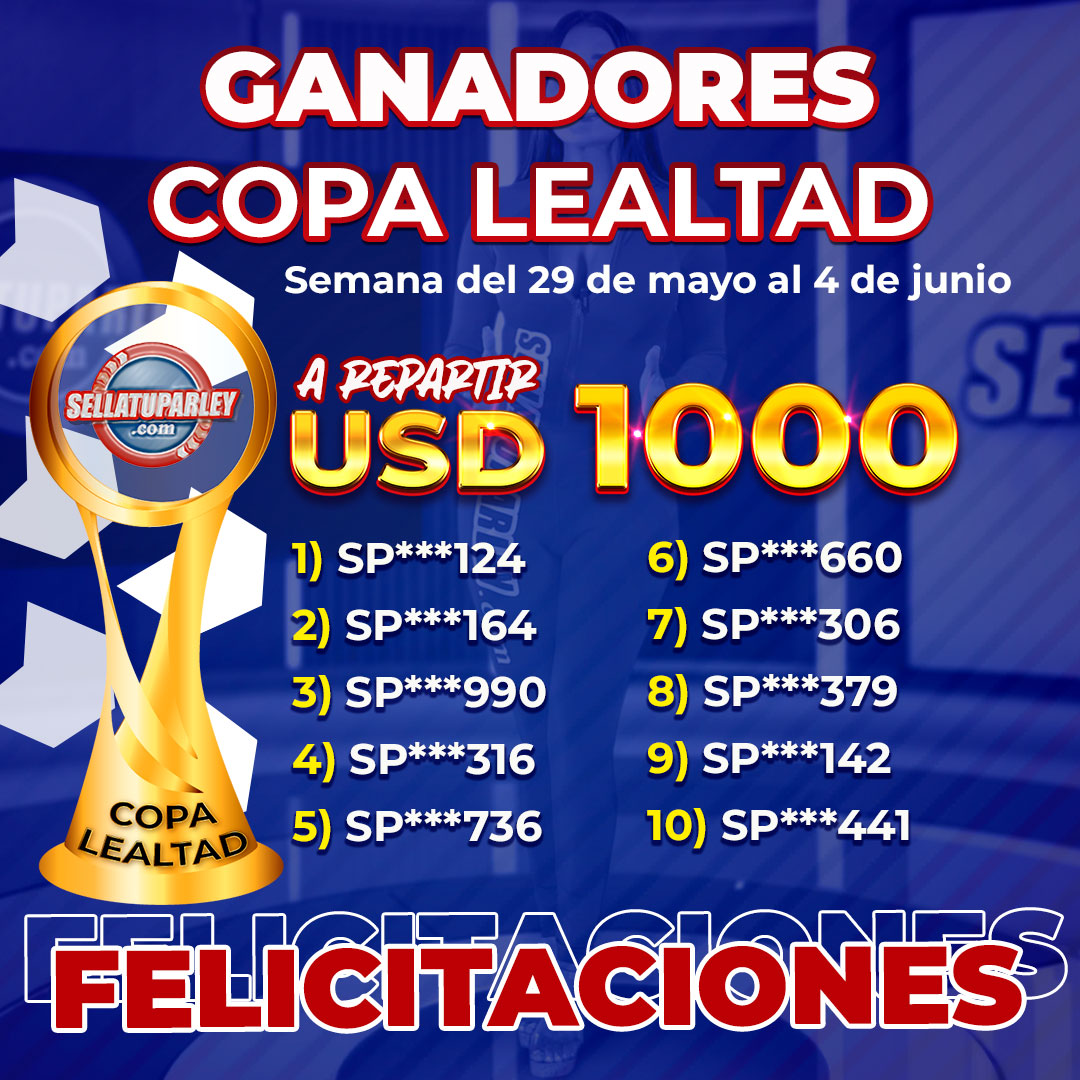 GANADORES
COPA LEALTAD
Semana del 29 de mayo al 4 de junio
SELLATUPARLEY
.com
A REPARTIR
USD 1000
1) SP***124
2) SP***164
3) SP***990
4) SP***316
5) SP***736
6) SP***660
7) SP***306
8) SP***379
9) SP***142
10) SP***441
COPA
LEALTAD
FELICITACIONES
FELICITACIONES
SE